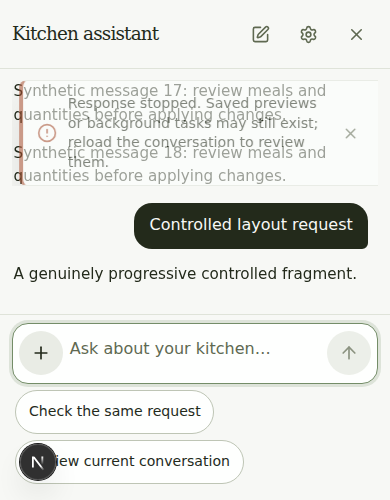 Kitchen assistant
Synthetic message 17: review meals and
quantities before applying changes.
Response stopped. Saved previews
or background tasks may still exist;
reload the conversation to review
them.
Synthetic message 18: review meals and
quantities before applying changes.
Controlled layout request
A genuinely progressive controlled fragment.
Ask about your kitchen…
Check the same request
N
iew current conversation